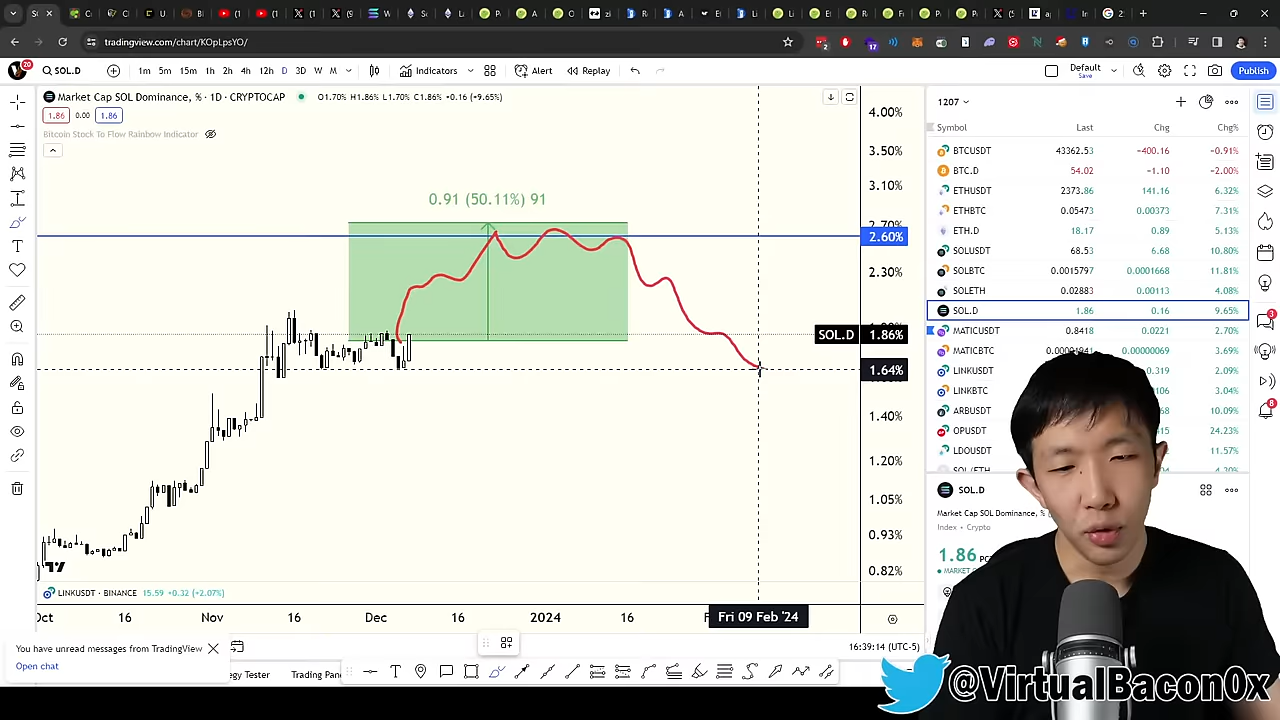 tradingview.com/chart/KOpLpsYO/
20
SOL.D
1m 5m 15m 1h 2h 4h 12h D 3D W M
Indicators
Alert
Replay
Default
Save
Publish
Market Cap SOL Dominance, % · 1D · CRYPTOCAP
O1.70% H1.86% L1.70% C1.86% +0.16 (+9.65%)
1.86 0.00 1.86
Bitcoin Stock To Flow Rainbow Indicator
0.91 (50.11%) 91
4.00%
3.50%
3.10%
2.70%
2.60%
2.30%
SOL.D 1.86%
1.64%
1.40%
1.20%
1.05%
0.93%
0.82%
1207
Symbol Last Chg Chg%
BTCUSDT 43362.53 −400.16 −0.91%
BTC.D 54.02 −1.10 −2.00%
ETHUSDT 2373.86 141.16 6.32%
ETHBTC 0.05473 0.00373 7.31%
ETH.D 18.17 0.89 5.13%
SOLUSDT 68.53 6.68 10.80%
SOLBTC 0.0015797 0.0001668 11.81%
SOLETH 0.02883 0.00113 4.08%
SOL.D 1.86 0.16 9.65%
MATICUSDT 0.8418 0.0221 2.70%
MATICBTC 0.00000069 3.69%
LINKUSDT 2.09%
LINKBTC 3.04%
ARBUSDT 10.09%
OPUSDT 24.23%
LDOUSDT 11.57%
SOL.D
Market Cap SOL Dominance, %
Index • Crypto
1.86
LINKUSDT · BINANCE 15.59 +0.32 (+2.07%)
Oct 16 Nov 16 Dec 16 2024 16
Fri 09 Feb '24
16:39:14 (UTC-5)
You have unread messages from TradingView
Open chat
@VirtualBacon0x